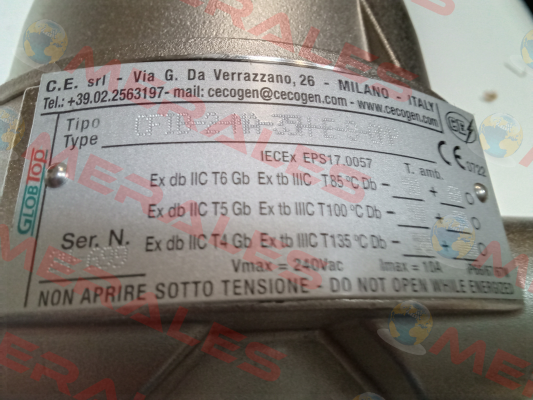 C.E. srl - Via G. Da Verrazzano, 26 - MILANO - ITALY
Tel.: +39.02.2563197- mail: cecogen@cecogen.com - www.cecogen.com
Tipo
Type
GLOBTOP
IECEx EPS17.0057
T. amb.
CE 0722
Ex db IIC T6 Gb Ex tb IIIC T85 °C Db
Ex db IIC T5 Gb Ex tb IIIC T100 °C Db
Ex db IIC T4 Gb Ex tb IIIC T135 °C Db
Ser. N.
Vmax = 240Vac Imax = 10A
NON APRIRE SOTTO TENSIONE - DO NOT OPEN WHILE ENERGIZED
MERALES